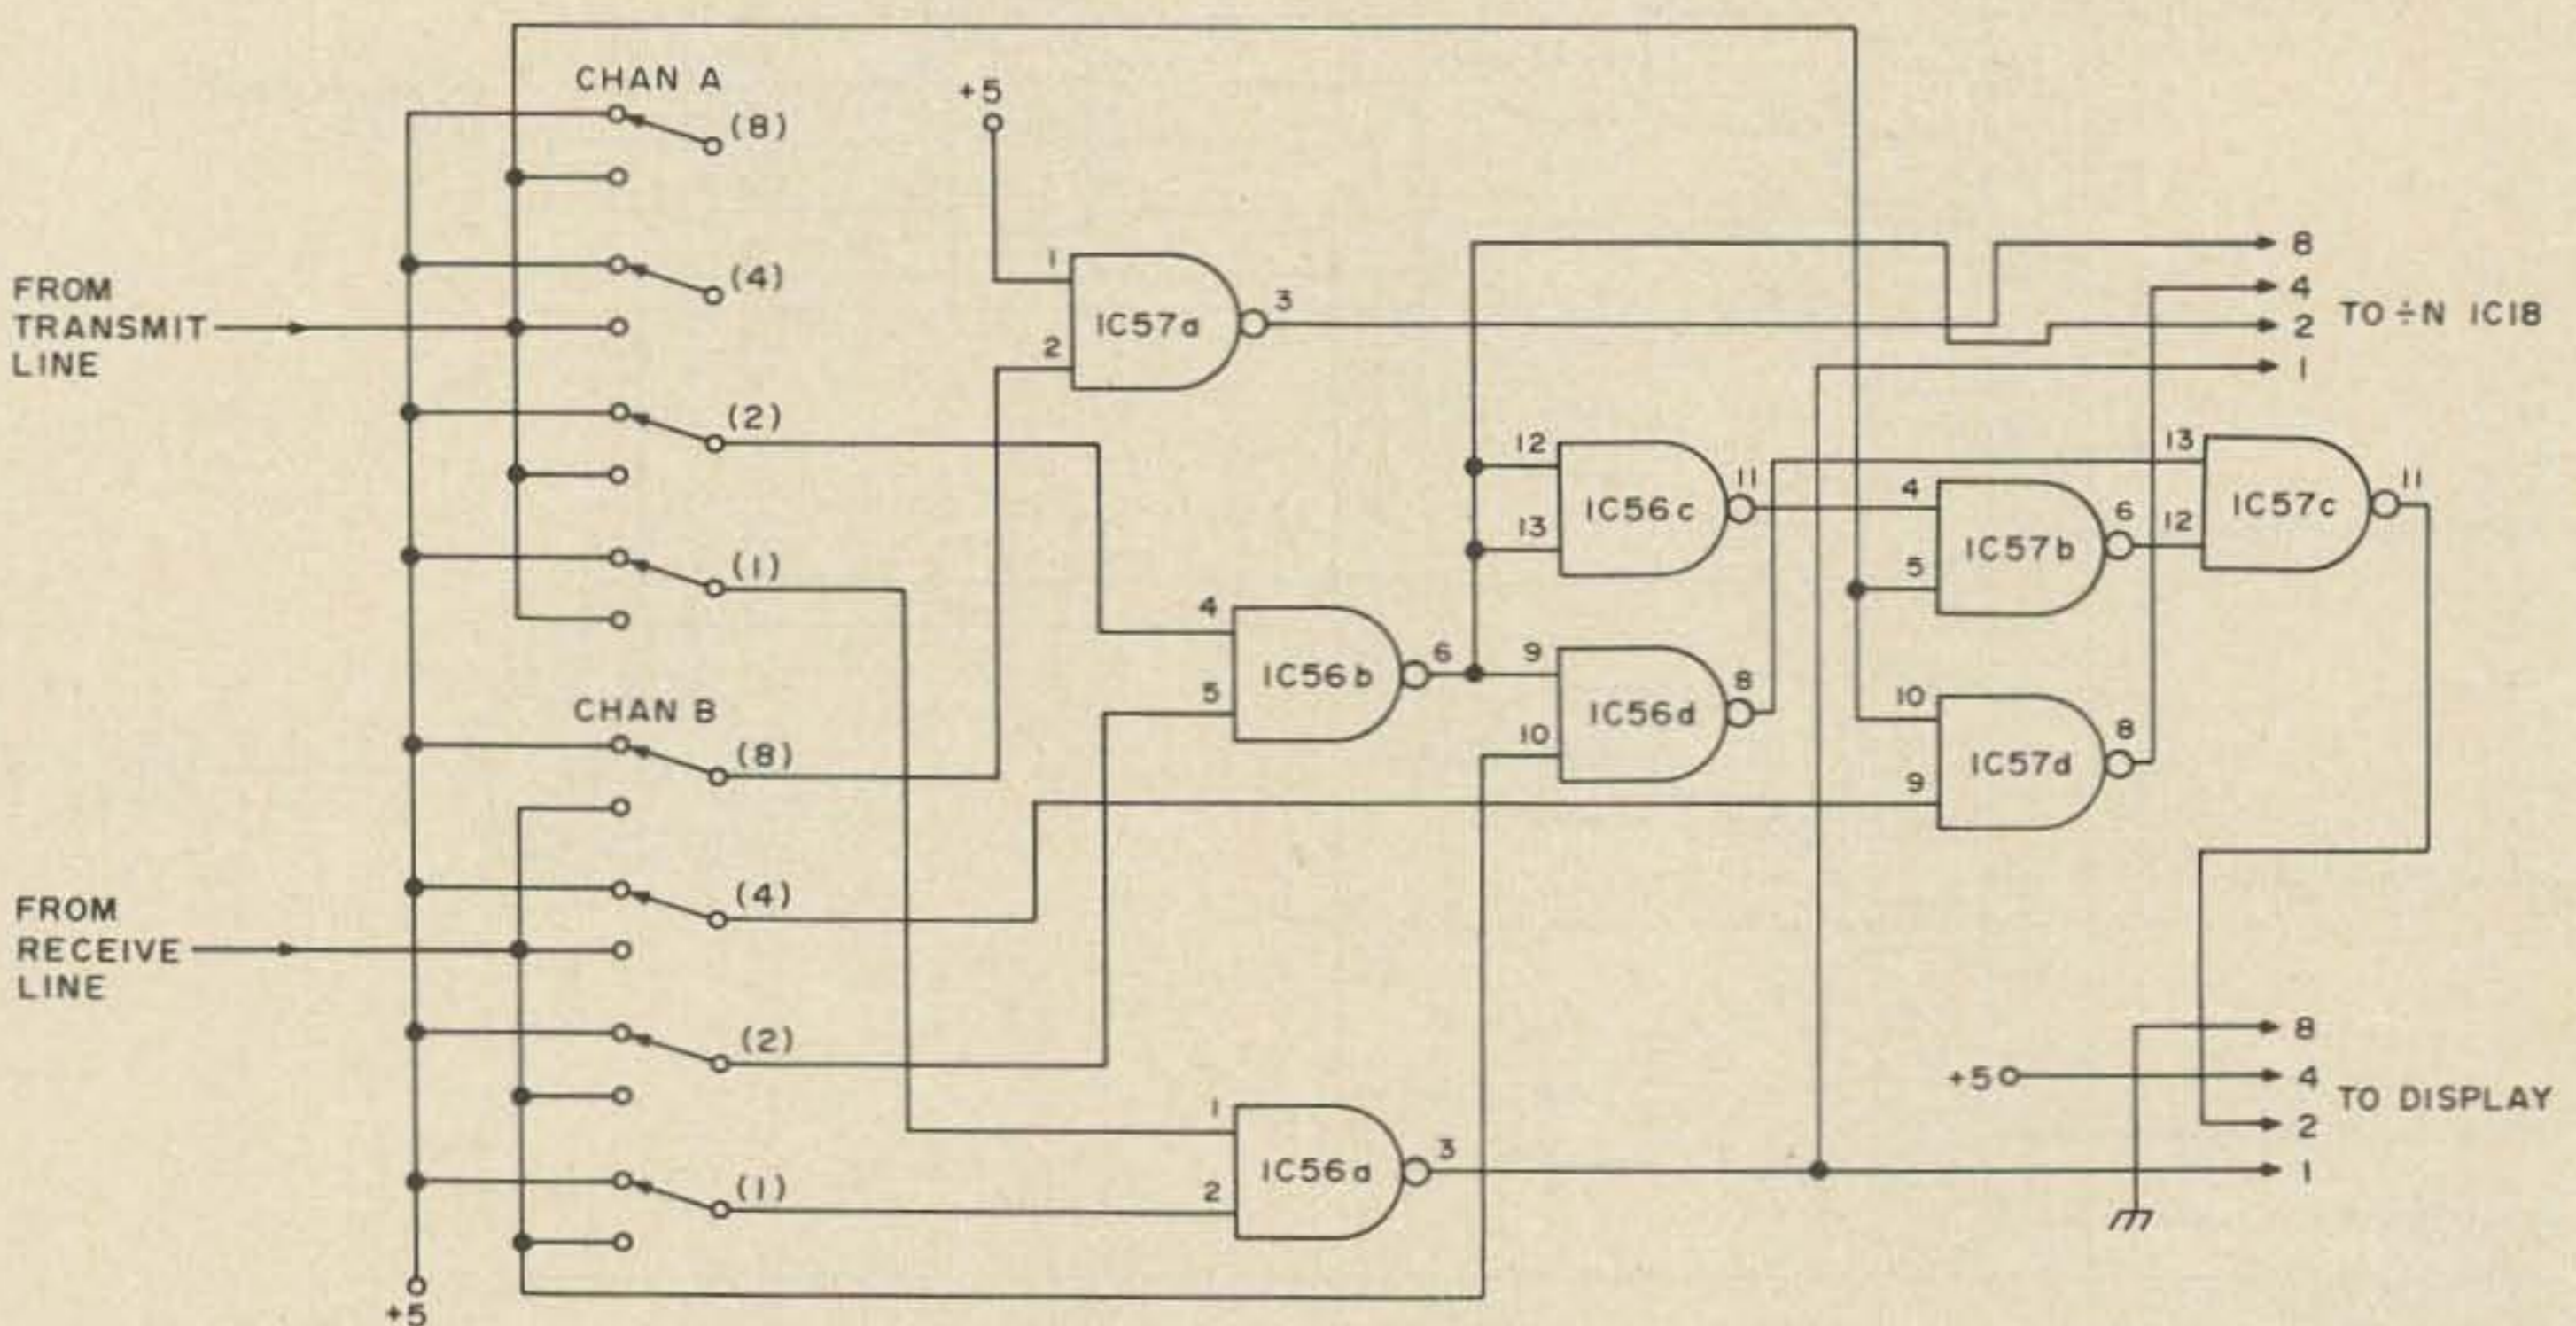 CHAN A
+5
(8)
(4)
FROM
TRANSMIT
LINE
(2)
(1)
1
2
IC57a
3
8
4
2
1
TO ÷N IC18
12
13
IC56c
11
4
5
IC57b
6
13
12
IC57c
11
4
5
IC56b
6
9
10
IC56d
8
10
9
IC57d
8
CHAN B
(8)
(4)
FROM
RECEIVE
LINE
(2)
(1)
+5
1
2
IC56a
3
+5
8
4
2
1
TO DISPLAY